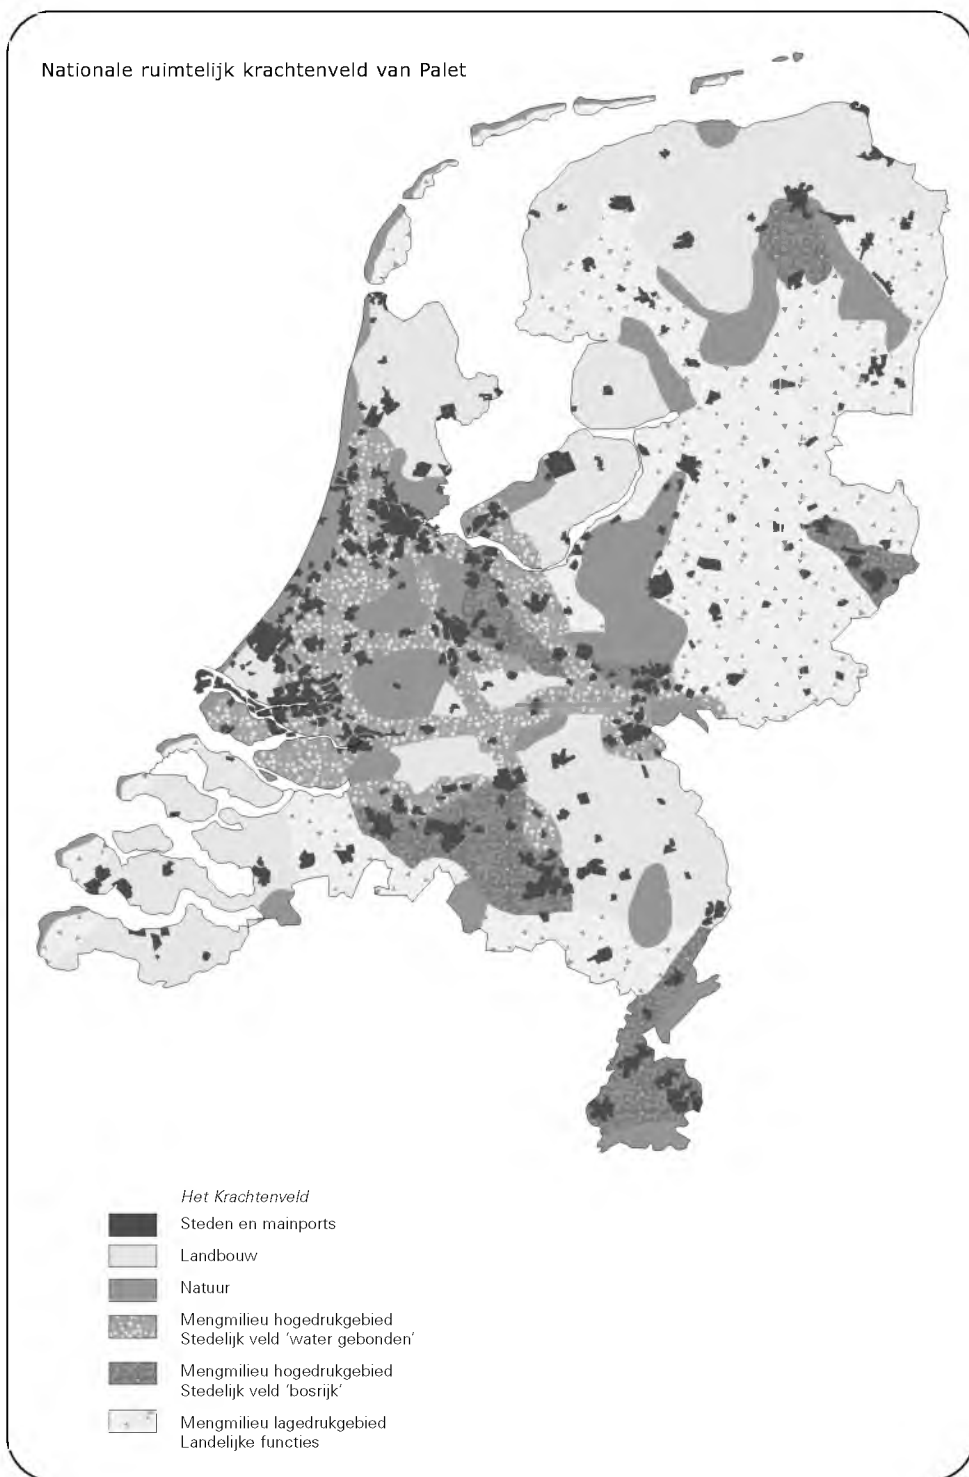 Nationale ruimtelijk krachtenveld van Palet
Het Krachtenveld
Steden en mainports
Landbouw
Natuur
Mengmilieu hogedrukgebied
Stedelijk veld ‘water gebonden’
Mengmilieu hogedrukgebied
Stedelijk veld ‘bosrijk’
Mengmilieu lagedrukgebied
Landelijke functies